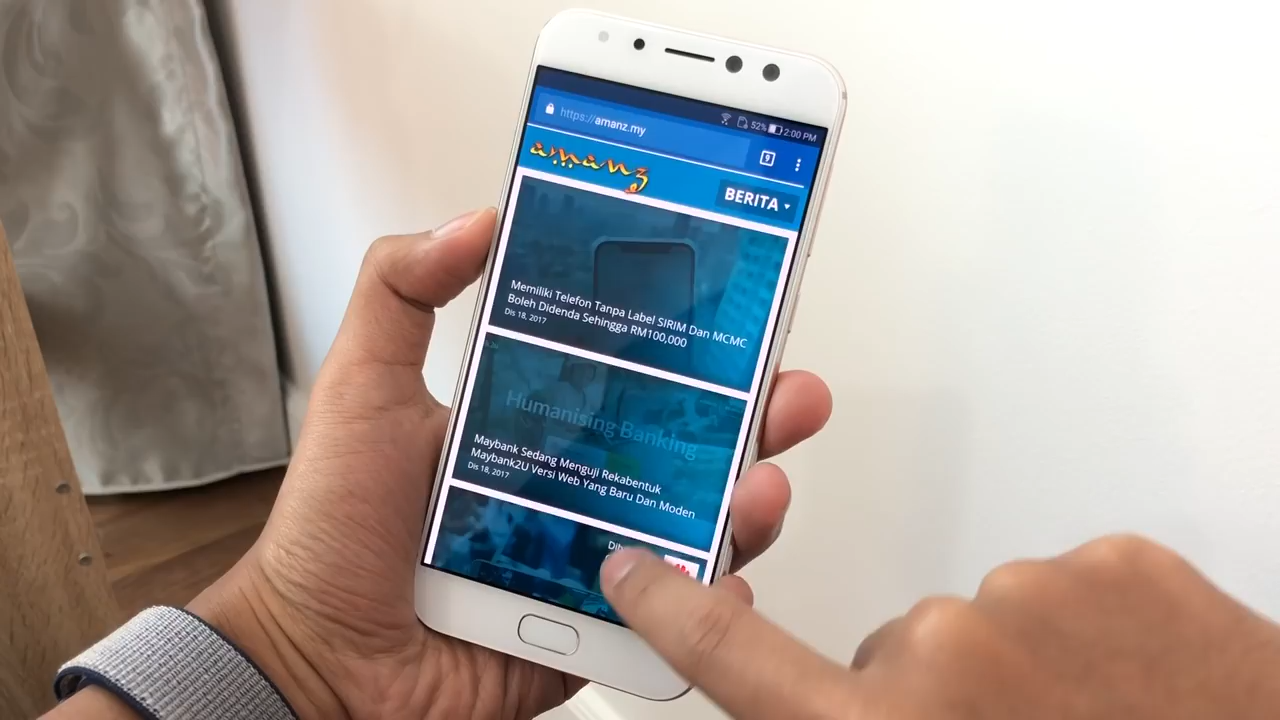 52% 2:00 PM
https://amanz.my
9
amanz
BERITA
Memiliki Telefon Tanpa Label SIRIM Dan MCMC
Boleh Didenda Sehingga RM100,000
Dis 18, 2017
Humanising Banking
Maybank Sedang Menguji Rekabentuk
Maybank2U Versi Web Yang Baru Dan Moden
Dis 18, 2017